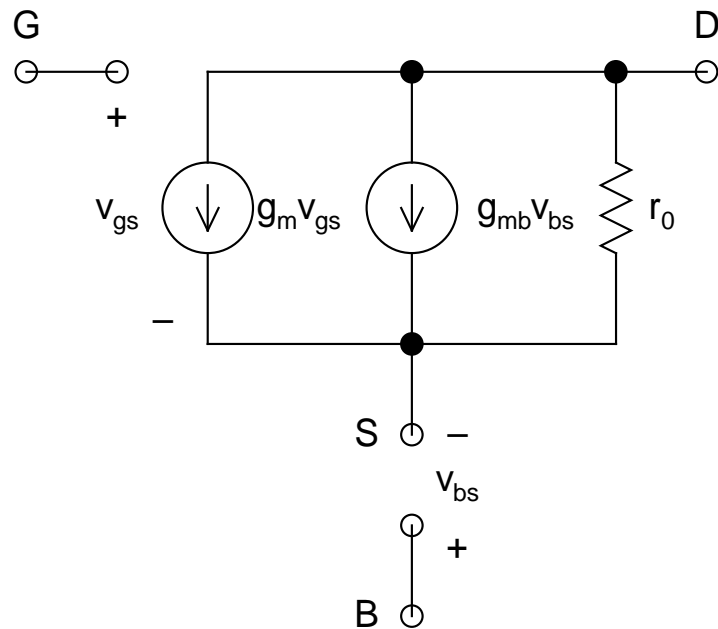 G
D
+
v_gs
g_m v_gs
g_mb v_bs
r_0
–
S
–
v_bs
+
B